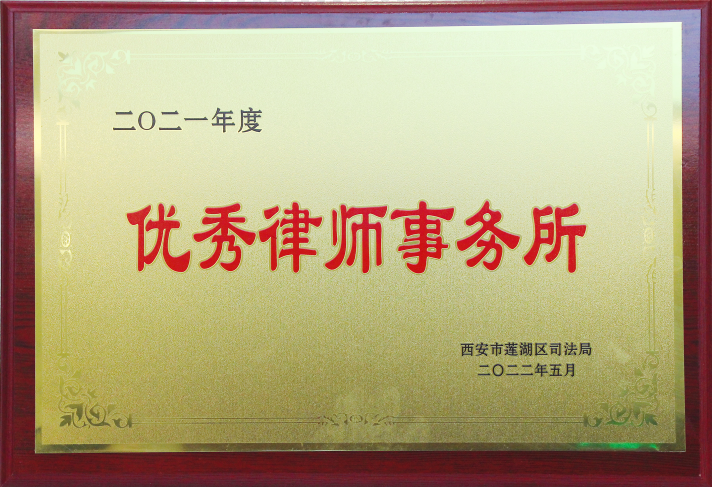 二〇二一年度
优秀律师事务所
西安市莲湖区司法局
二〇二二年五月